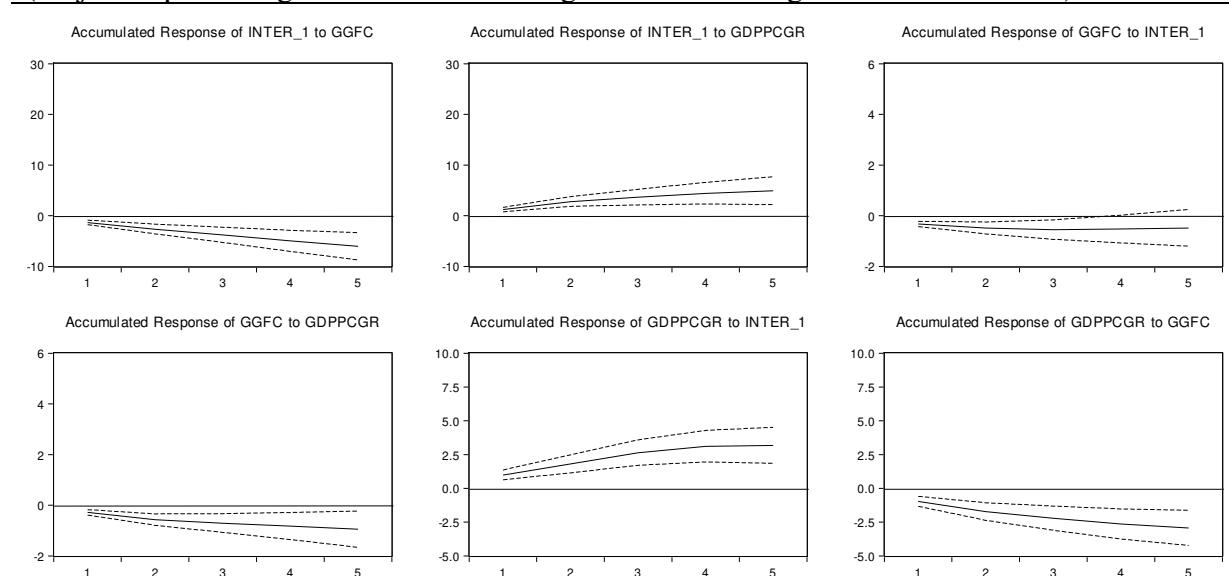 Accumulated Response of INTER_1 to GGFC
Accumulated Response of INTER_1 to GDPPCGR
Accumulated Response of GGFC to INTER_1
30
20
10
0
-10
1 2 3 4 5
30
20
10
0
-10
1 2 3 4 5
6
4
2
0
-2
1 2 3 4 5
Accumulated Response of GGFC to GDPPCGR
Accumulated Response of GDPPCGR to INTER_1
Accumulated Response of GDPPCGR to GGFC
6
4
2
0
-2
1 2 3 4 5
10.0
7.5
5.0
2.5
0.0
-2.5
-5.0
1 2 3 4 5
10.0
7.5
5.0
2.5
0.0
-2.5
-5.0
1 2 3 4 5